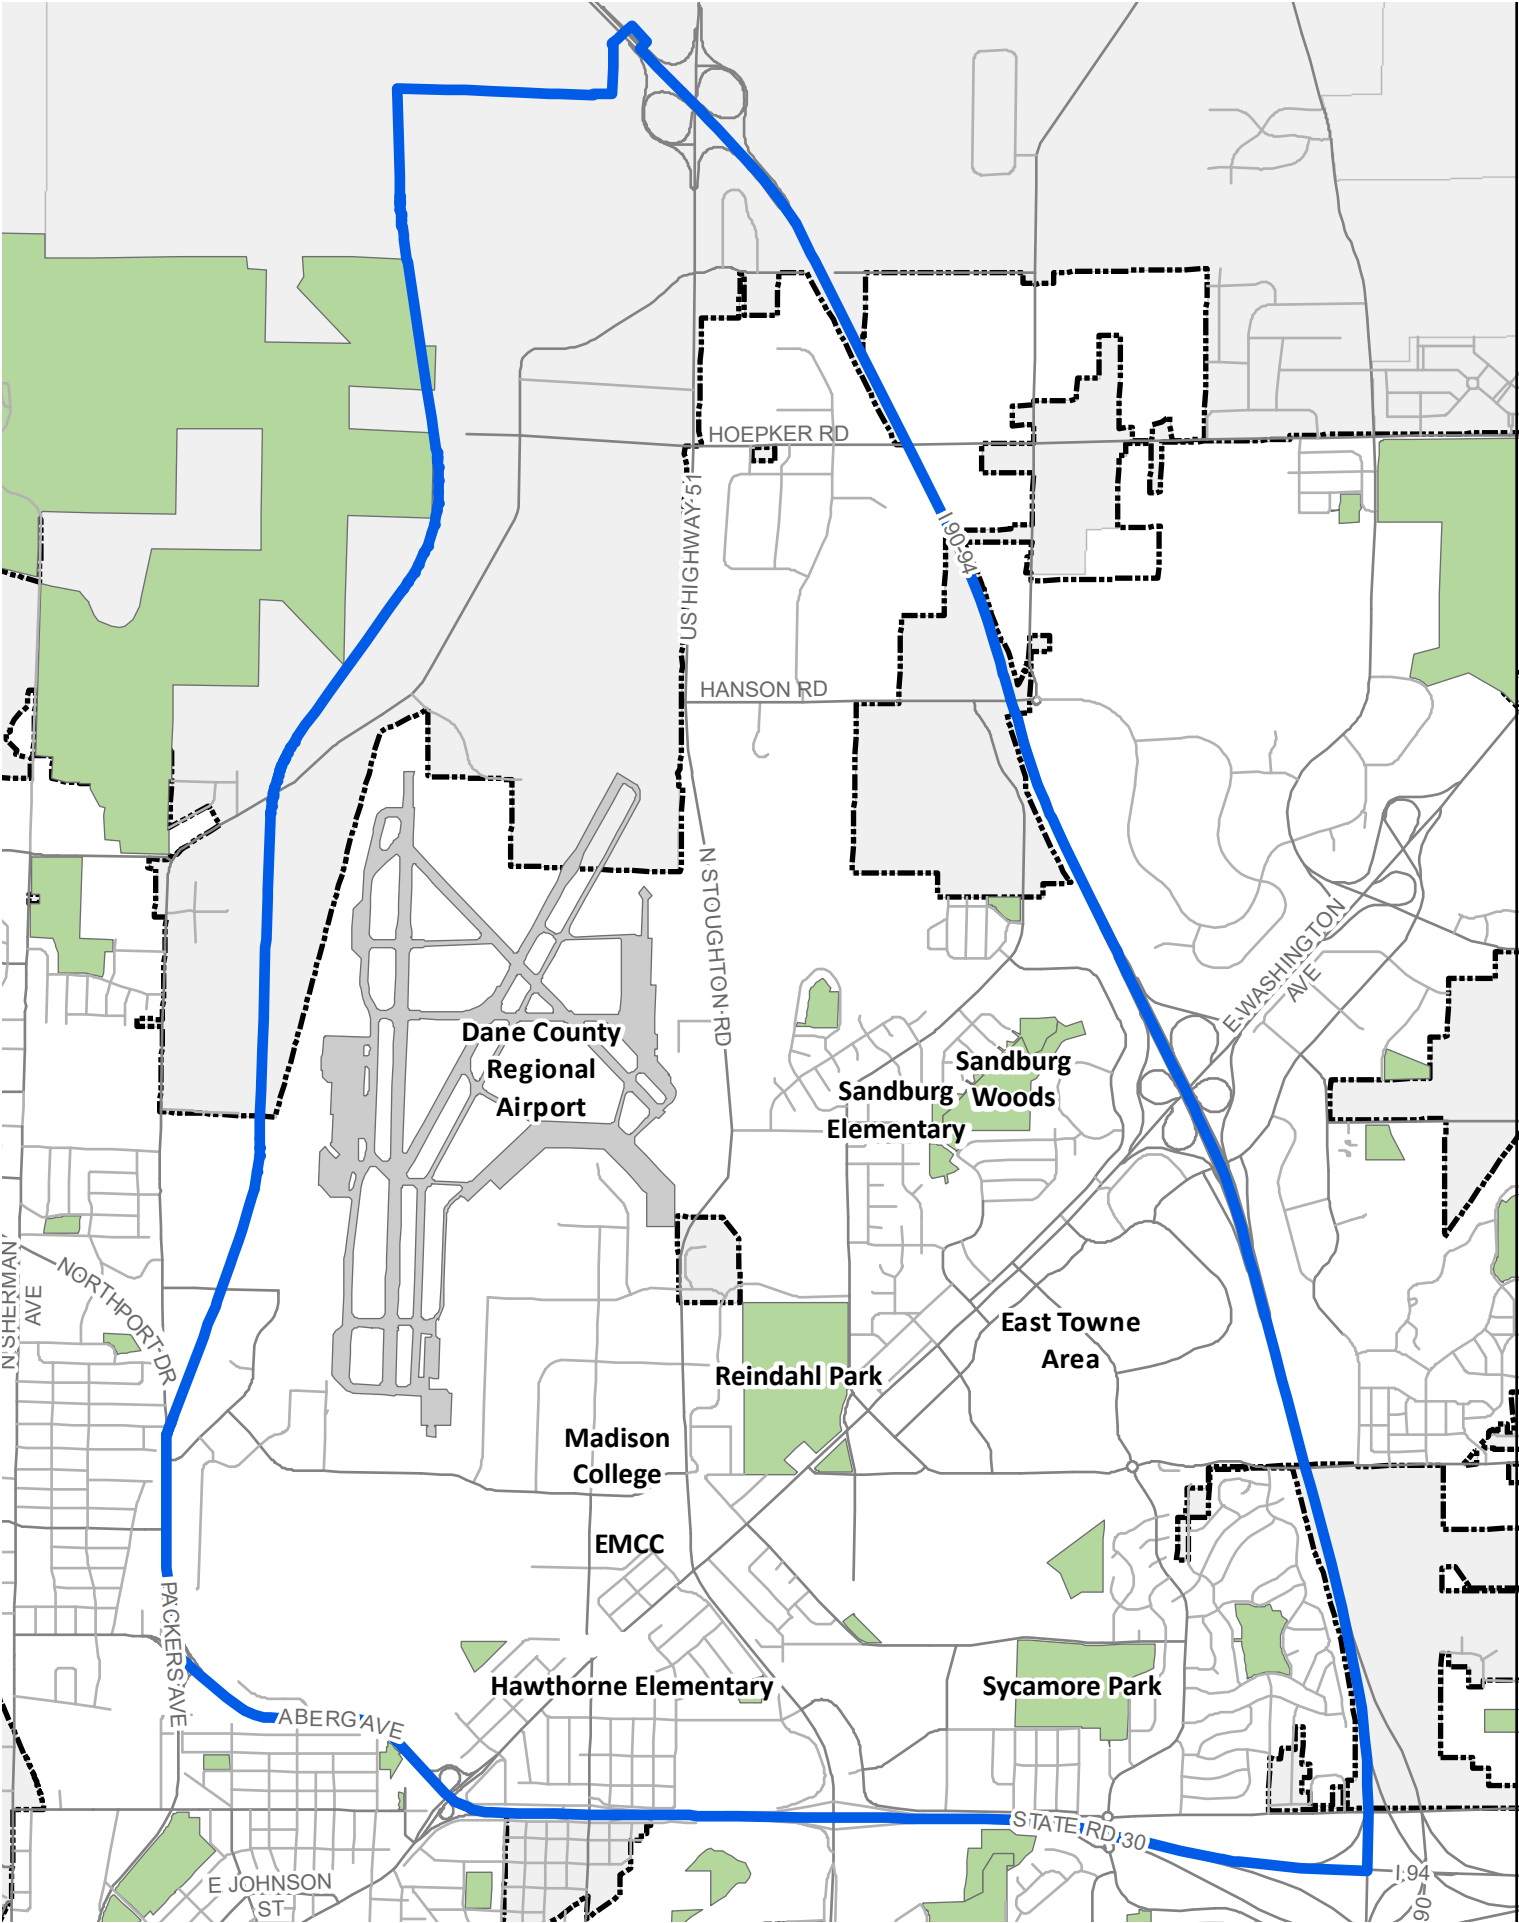 HOEPKER RD
US HIGHWAY 51
I 90-94
HANSON RD
N STOUGHTON RD
E WASHINGTON
AVE
Dane County
Regional
Airport
Sandburg
Woods
Sandburg
Elementary
N SHERMAN
AVE
NORTHPORT DR
East Towne
Area
Reindahl Park
Madison
College
EMCC
PACKERS AVE
Hawthorne Elementary
Sycamore Park
ABERG AVE
STATE RD 30
E JOHNSON
ST
I 94
90